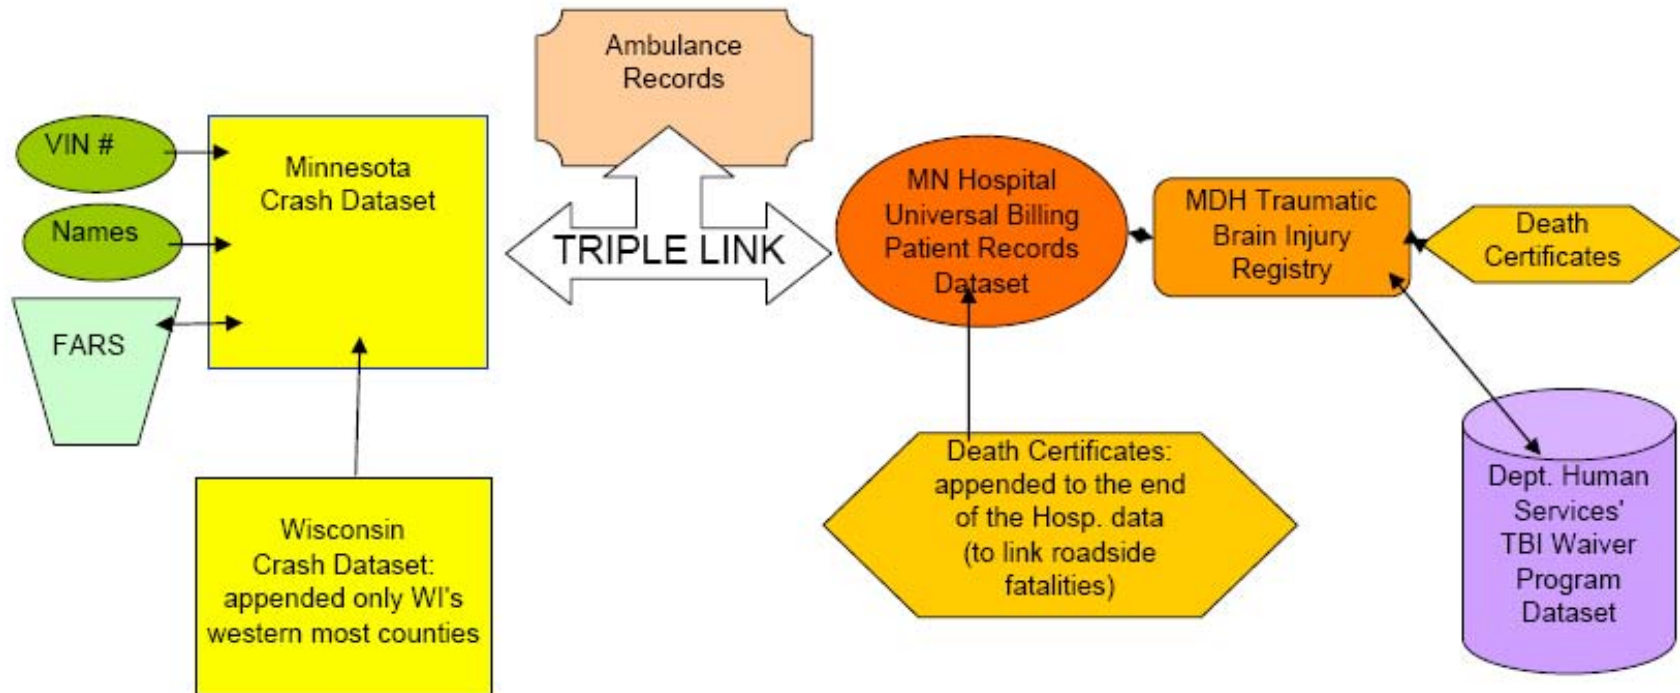 Ambulance
Records
VIN #
Names
FARS
Minnesota
Crash Dataset
TRIPLE LINK
MN Hospital
Universal Billing
Patient Records
Dataset
MDH Traumatic
Brain Injury
Registry
Death
Certificates
Wisconsin
Crash Dataset:
appended only WI's
western most counties
Death Certificates:
appended to the end
of the Hosp. data
(to link roadside
fatalities)
Dept. Human
Services'
TBI Waiver
Program
Dataset